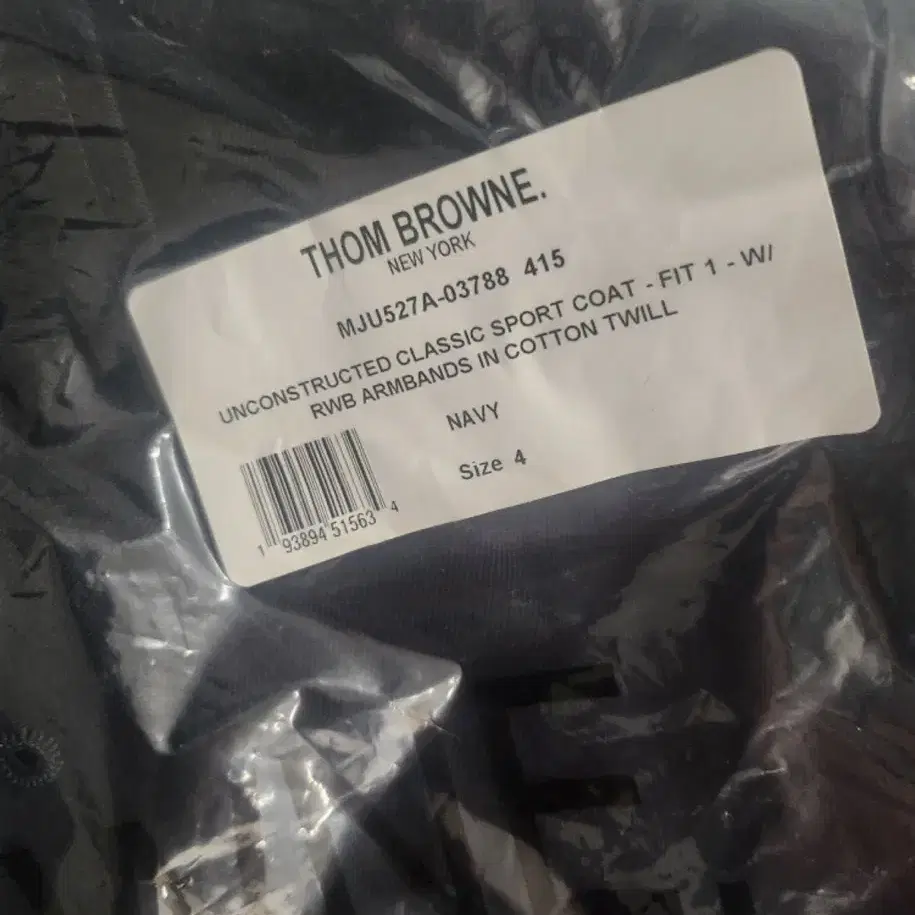 THOM BROWNE.
NEW YORK
MJU527A-03788 415
UNCONSTRUCTED CLASSIC SPORT COAT - FIT 1 - W/
RWB ARMBANDS IN COTTON TWILL
NAVY
Size 4
1 93894 51563 4